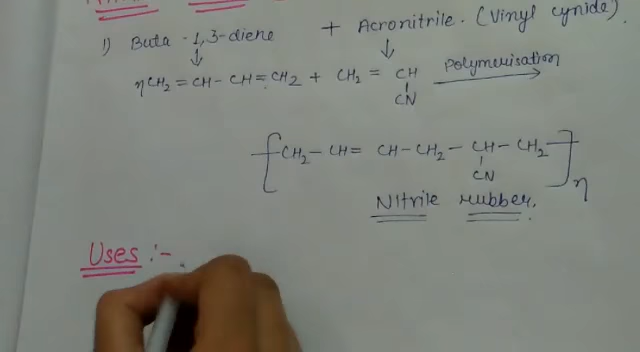 1) Buta-1,3-diene + Acronitrile. (Vinyl cynide).
nCH2 = CH - CH = CH2 + CH2 = CH Polymerisation
CN
[CH2 - CH = CH - CH2 - CH - CH2]n
CN
Nitrile rubber.
Uses :-